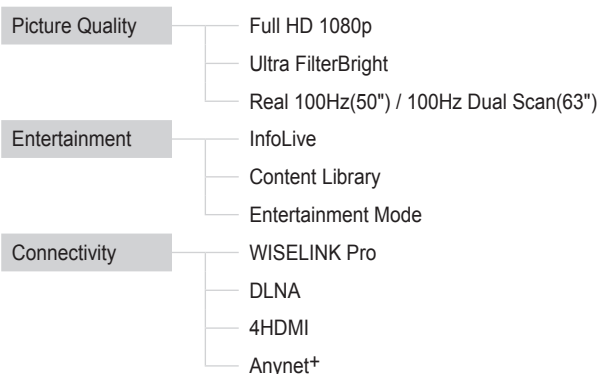 Picture Quality Full HD 1080p
Ultra FilterBright
Real 100Hz(50") / 100Hz Dual Scan(63")
Entertainment InfoLive
Content Library
Entertainment Mode
Connectivity WISELINK Pro
DLNA
4HDMI
Anynet+